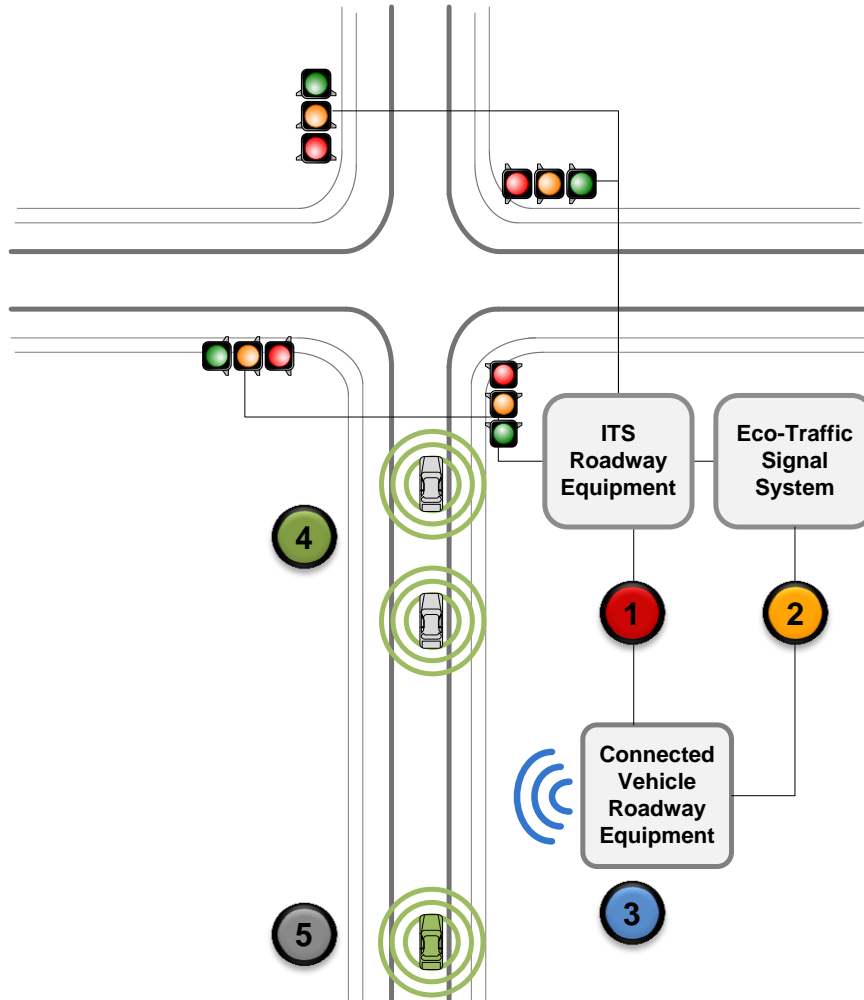 ITS
Roadway
Equipment
Eco-Traffic
Signal
System
4
1
2
Connected
Vehicle
Roadway
Equipment
3
5